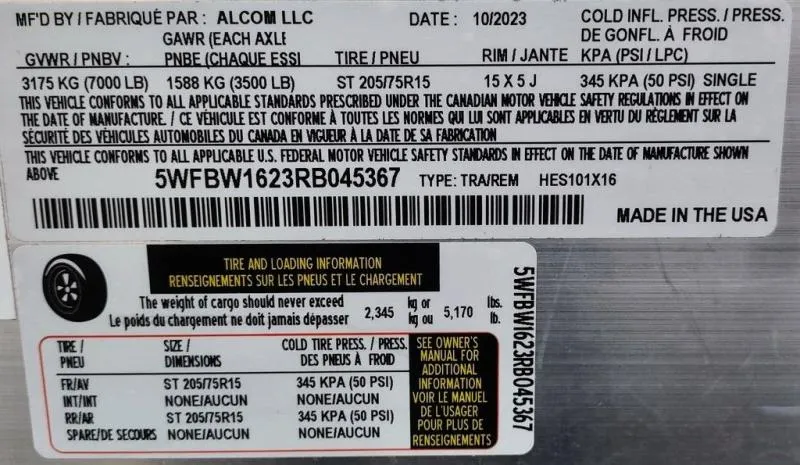 MF'D BY / FABRIQUÉ PAR : ALCOM LLC DATE : 10/2023 COLD INFL. PRESS. / PRESS.
DE GONFL. À FROID
GVWR / PNBV : GAWR (EACH AXLE TIRE / PNEU RIM / JANTE KPA (PSI / LPC)
PNBE (CHAQUE ESSI
3175 KG (7000 LB) 1588 KG (3500 LB) ST 205/75R15 15 X 5 J 345 KPA (50 PSI) SINGLE
THIS VEHICLE CONFORMS TO ALL APPLICABLE STANDARDS PRESCRIBED UNDER THE CANADIAN MOTOR VEHICLE SAFETY REGULATIONS IN EFFECT ON
THE DATE OF MANUFACTURE. / CE VÉHICULE EST CONFORME À TOUTES LES NORMES QUI LUI SONT APPLICABLES EN VERTU DU RÈGLEMENT SUR LA
SÉCURITÉ DES VÉHICULES AUTOMOBILES DU CANADA EN VIGUEUR À LA DATE DE SA FABRICATION
THIS VEHICLE CONFORMS TO ALL APPLICABLE U.S. FEDERAL MOTOR VEHICLE SAFETY STANDARDS IN EFFECT ON THE DATE OF MANUFACTURE SHOWN
ABOVE 5WFBW1623RB045367 TYPE: TRA/REM HES101X16
MADE IN THE USA
TIRE AND LOADING INFORMATION
RENSEIGNEMENTS SUR LES PNEUS ET LE CHARGEMENT
The weight of cargo should never exceed 2,345 kg or 5,170 lbs.
Le poids du chargement ne doit jamais dépasser kg ou lb.
TIRE / SIZE / COLD TIRE PRESS. / PRESS.
PNEU DIMENSIONS DES PNEUS À FROID
FR/AV ST 205/75R15 345 KPA (50 PSI)
INT/INT NONE/AUCUN NONE/AUCUN
RR/AR ST 205/75R15 345 KPA (50 PSI)
SPARE/DE SECOURS NONE/AUCUN NONE/AUCUN
SEE OWNER'S
MANUAL FOR
ADDITIONAL
INFORMATION
VOIR LE MANUEL
DE L'USAGER
POUR PLUS DE
RENSEIGNEMENTS
5WFBW1623RB045367